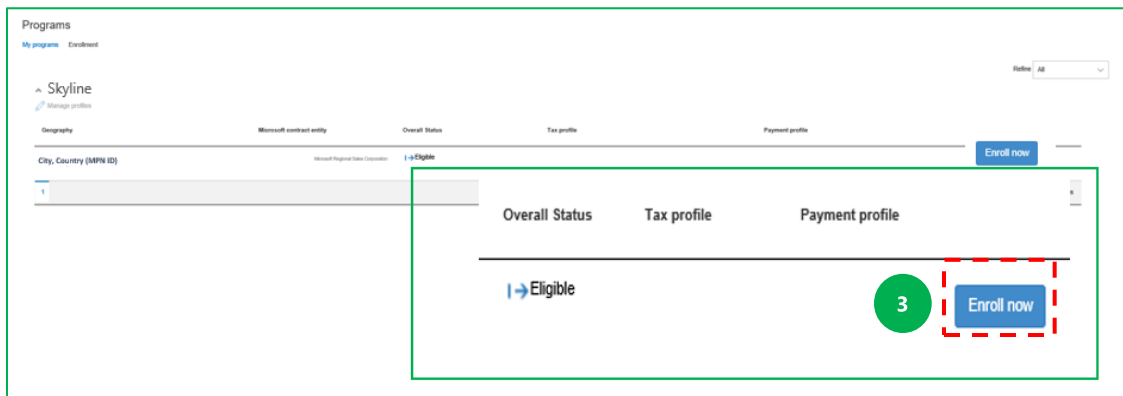 Programs
My programs Enrollment
Refine All
Skyline
Manage profiles
Geography Microsoft contract entity Overall Status Tax profile Payment profile
City, Country (MPN ID) Microsoft Regional Sales Corporation Eligible Enroll now
1
Overall Status Tax profile Payment profile
Eligible
3 Enroll now